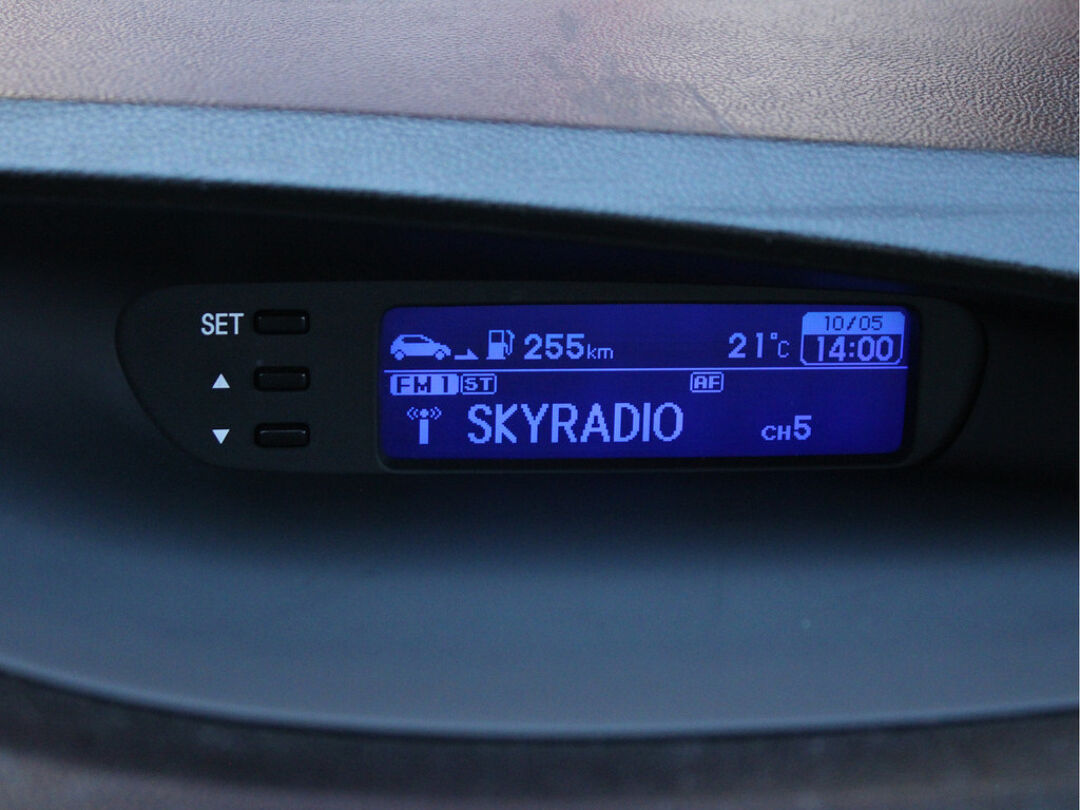 SET
255km
21°C
10/05
14:00
FM1 ST
AF
SKYRADIO
CH5